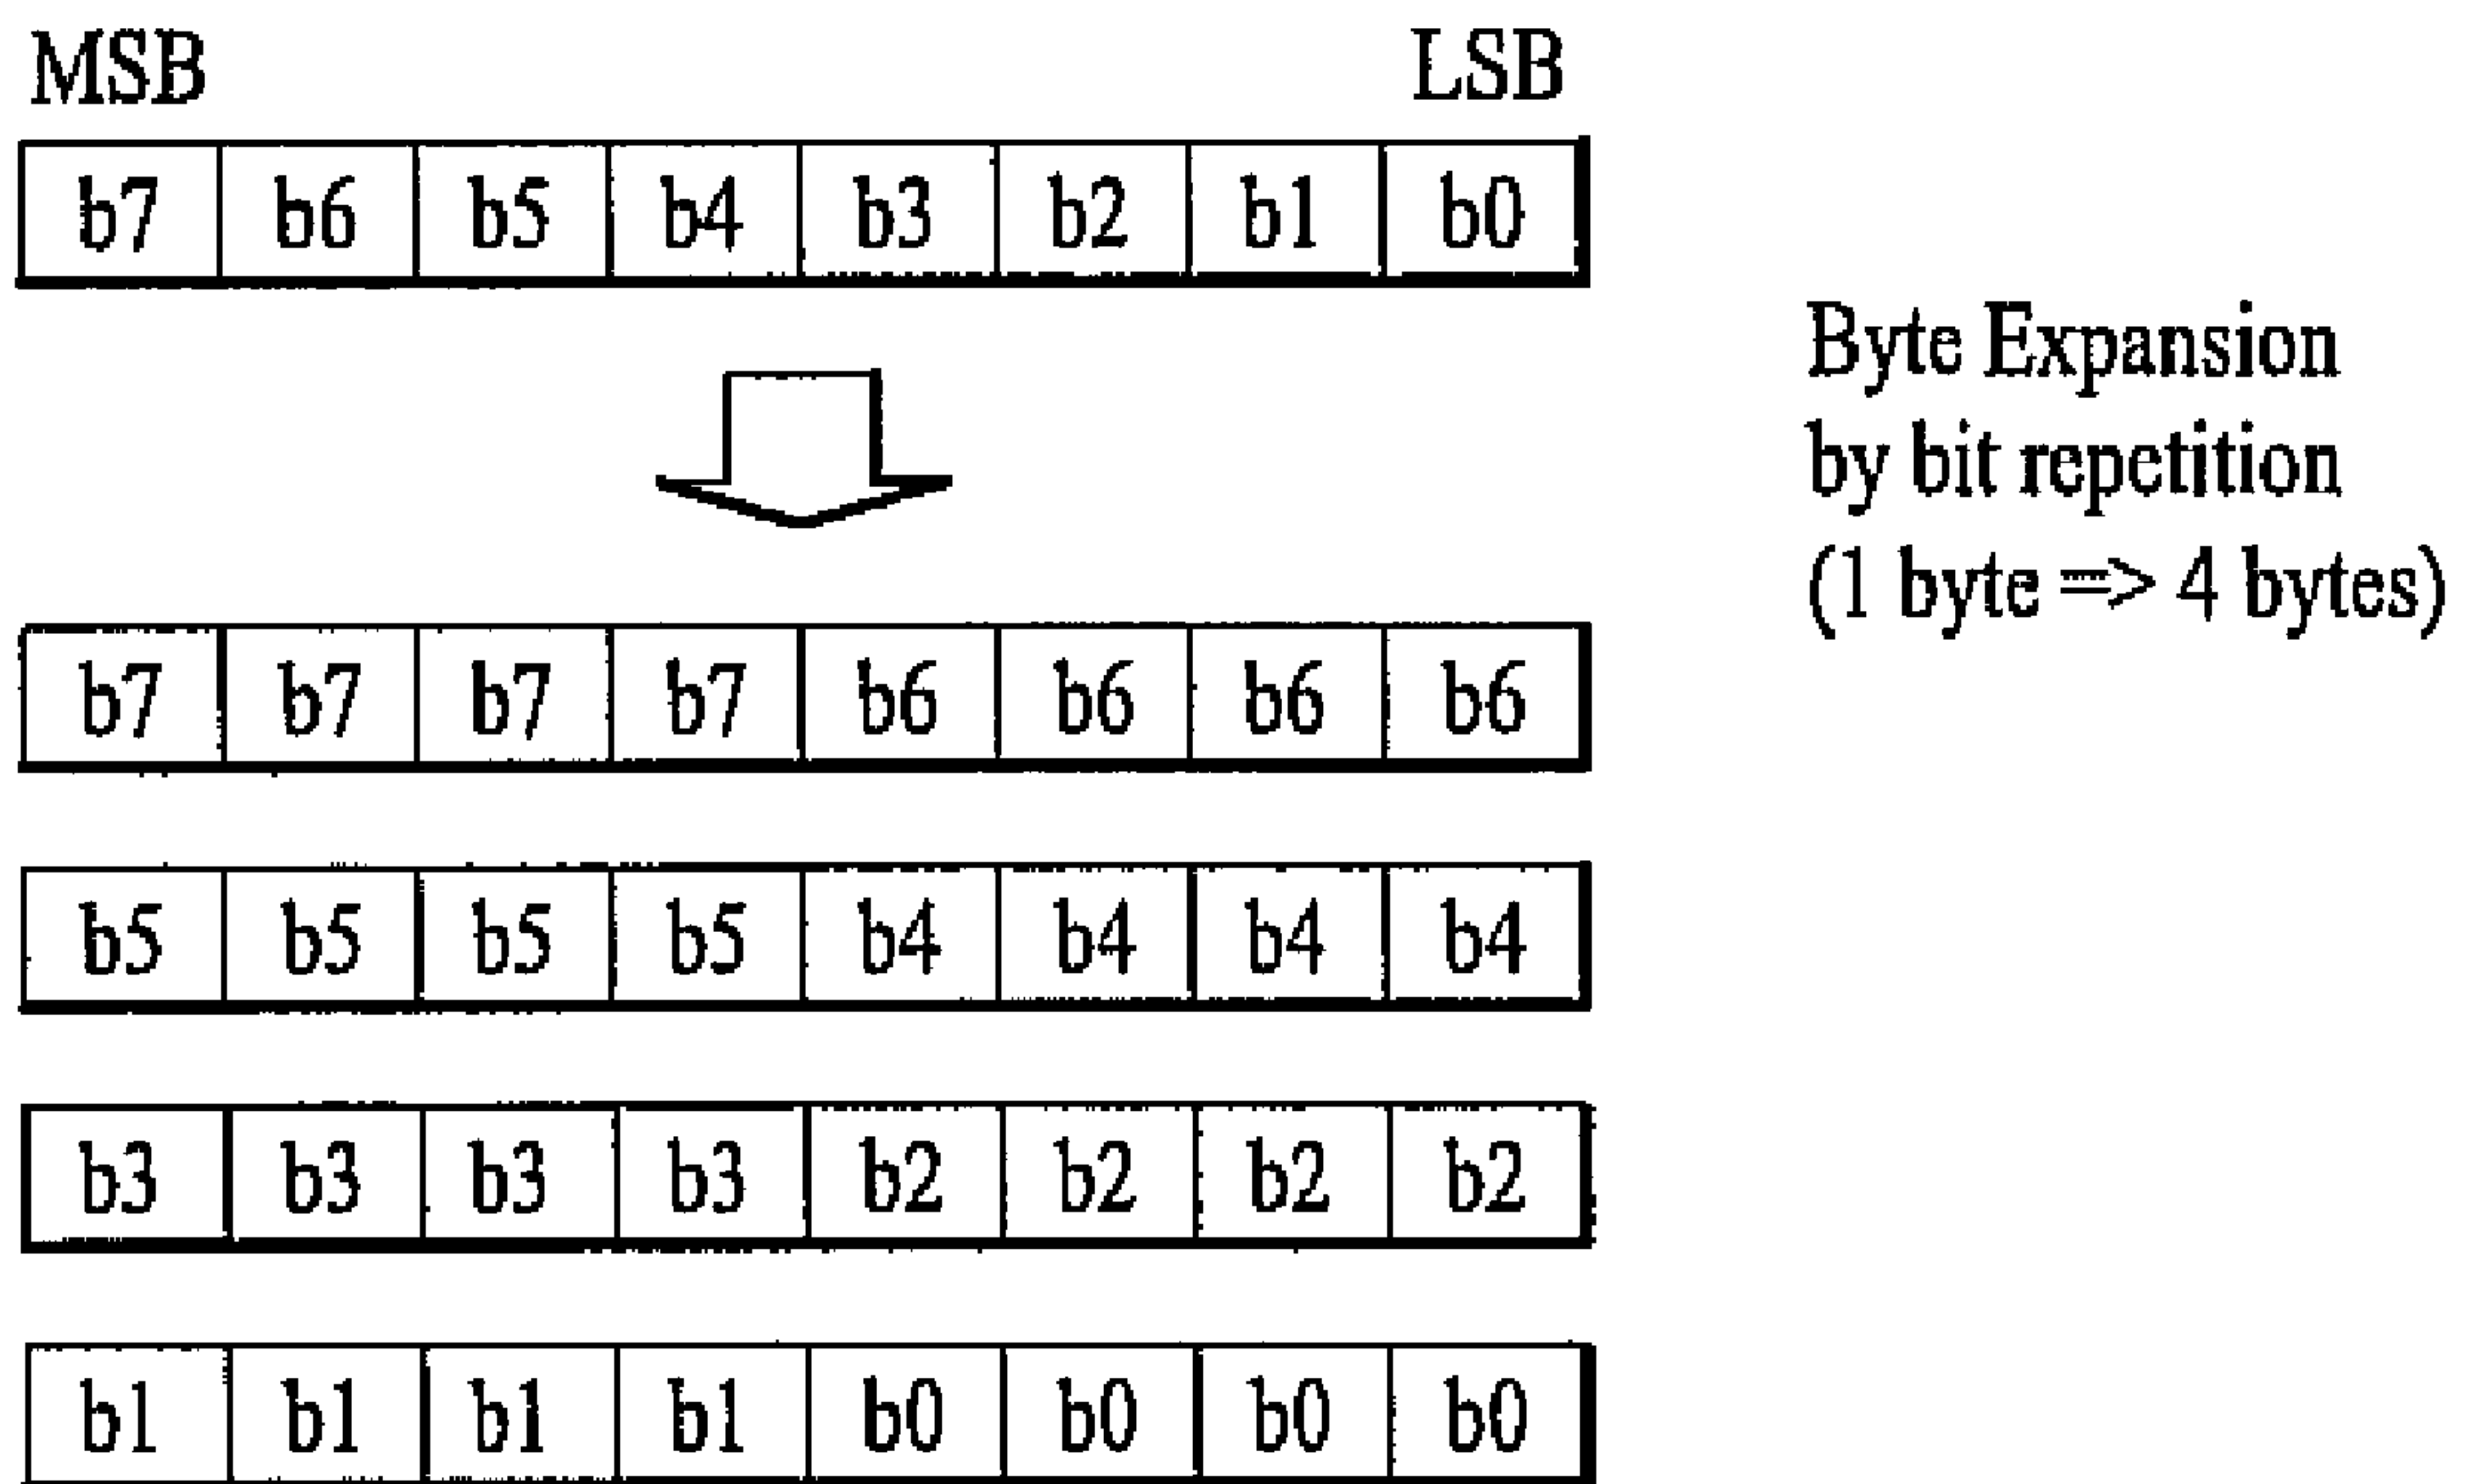 MSB LSB
b7 b6 b5 b4 b3 b2 b1 b0
Byte Expansion
by bit repetition
(1 byte => 4 bytes)
b7 b7 b7 b7 b6 b6 b6 b6
b5 b5 b5 b5 b4 b4 b4 b4
b3 b3 b3 b3 b2 b2 b2 b2
b1 b1 b1 b1 b0 b0 b0 b0